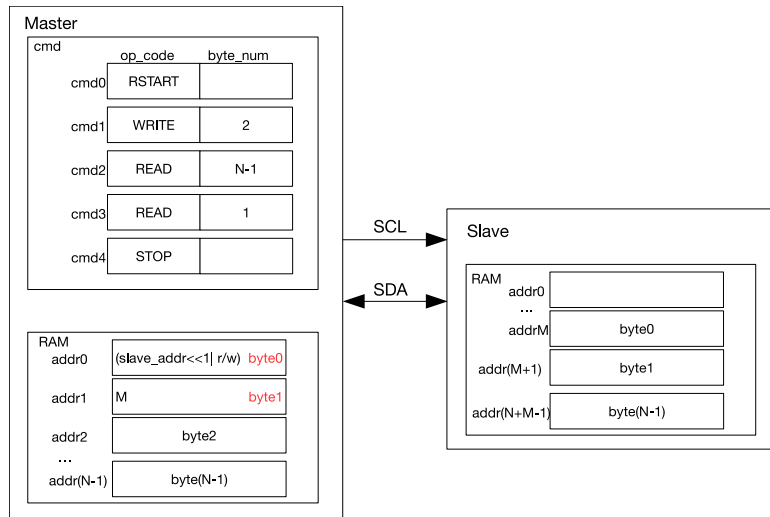 Master
cmd
op_code byte_num
cmd0 RSTART
cmd1 WRITE 2
cmd2 READ N-1
cmd3 READ 1
cmd4 STOP
RAM
addr0 (slave_addr<<1| r/w) byte0
addr1 M byte1
addr2 byte2
...
addr(N-1) byte(N-1)
SCL
SDA
Slave
RAM
addr0
...
addrM byte0
addr(M+1) byte1
addr(N+M-1) byte(N-1)